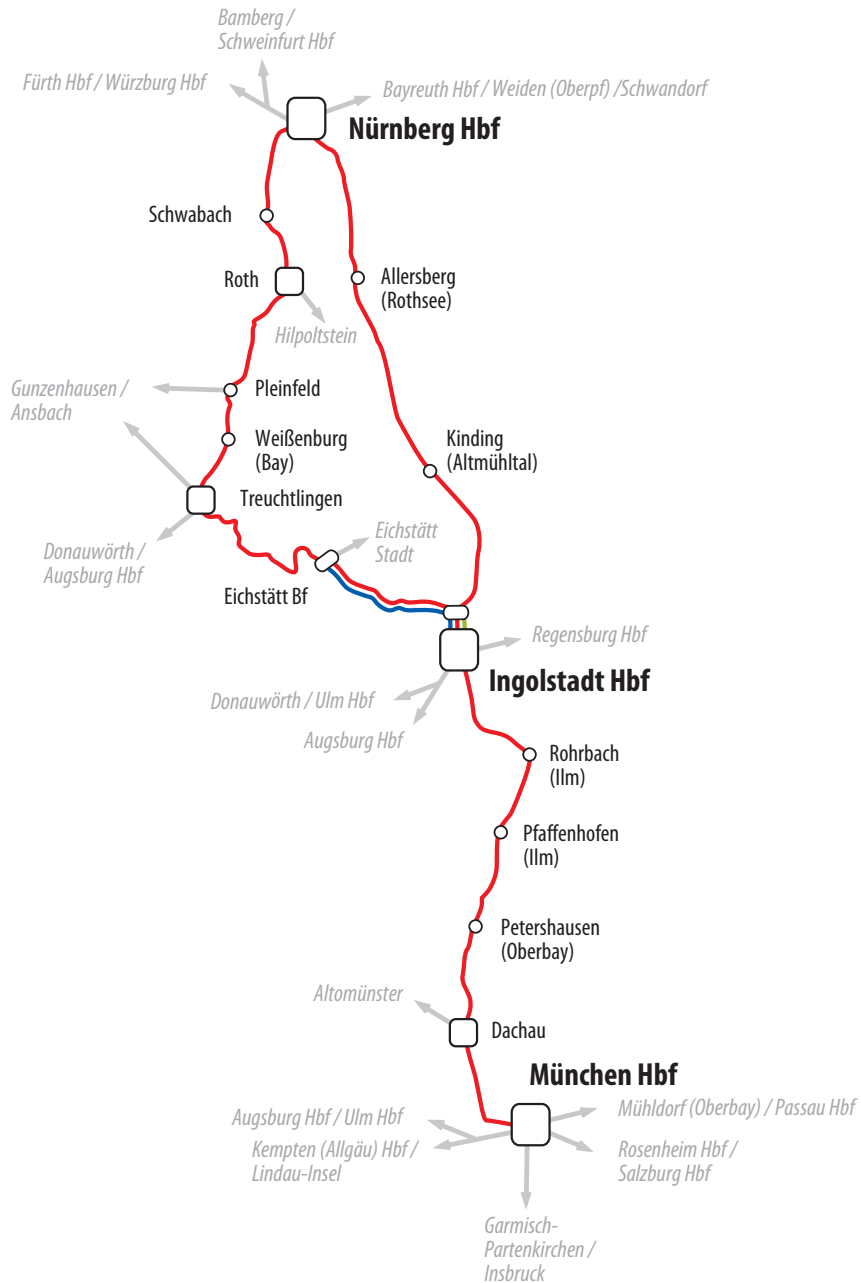 Bamberg /
Schweinfurt Hbf
Fürth Hbf / Würzburg Hbf
Bayreuth Hbf / Weiden (Oberpf) /Schwandorf
Nürnberg Hbf
Schwabach
Roth
Allersberg
(Rothsee)
Hilpoltstein
Gunzenhausen /
Ansbach
Pleinfeld
Weißenburg
(Bay)
Kinding
(Altmühltal)
Treuchtlingen
Donauwörth /
Augsburg Hbf
Eichstätt
Stadt
Eichstätt Bf
Regensburg Hbf
Ingolstadt Hbf
Donauwörth / Ulm Hbf
Augsburg Hbf
Rohrbach
(Ilm)
Pfaffenhofen
(Ilm)
Petershausen
(Oberbay)
Altomünster
Dachau
München Hbf
Augsburg Hbf / Ulm Hbf
Mühldorf (Oberbay) / Passau Hbf
Kempten (Allgäu) Hbf /
Lindau-Insel
Rosenheim Hbf /
Salzburg Hbf
Garmisch-
Partenkirchen /
Insbruck